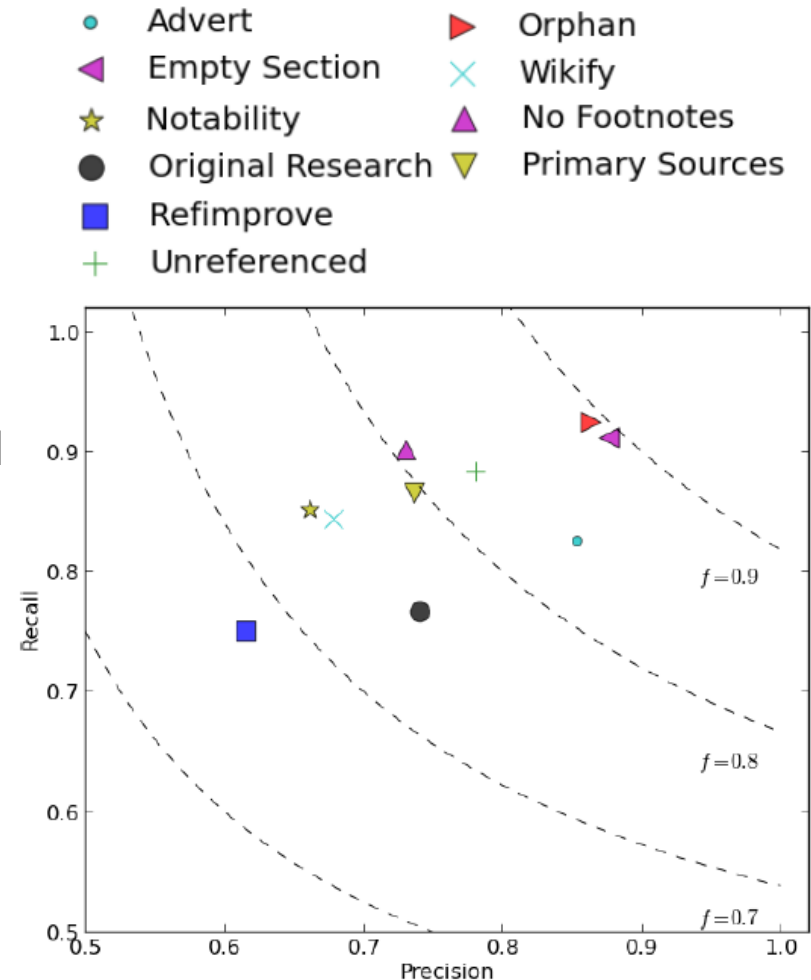 Advert
Orphan
Empty Section
Wikify
Notability
No Footnotes
Original Research
Primary Sources
Refimprove
Unreferenced
1.0
0.9
f=0.9
0.8
Recall
0.7
f=0.8
0.6
f=0.7
0.5
0.5 0.6 0.7 0.8 0.9 1.0
Precision